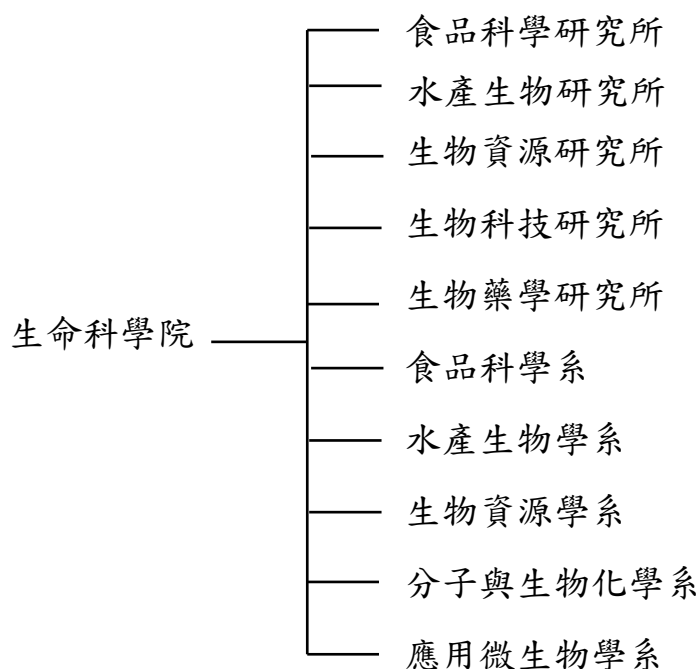 食品科學研究所
水產生物研究所
生物資源研究所
生物科技研究所
生物藥學研究所
生命科學院
食品科學系
水產生物學系
生物資源學系
分子與生物化學系
應用微生物學系